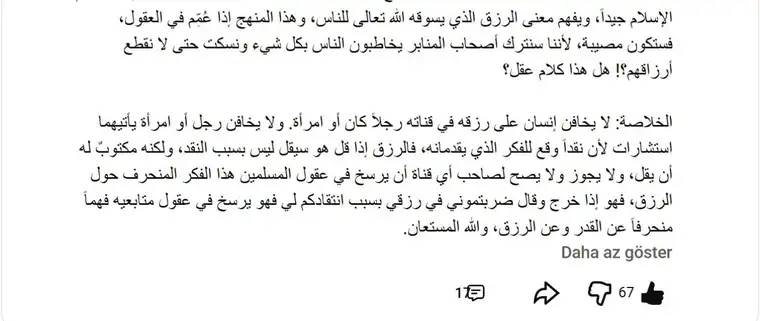 الإسلام جيداً، ويفهم معنى الرزق الذي يسوقه الله تعالى للناس، وهذا المنهج إذا عُمّم في العقول،
فستكون مصيبة، لأننا سنترك أصحاب المنابر يخاطبون الناس بكل شيء ونسكت حتى لا نقطع
أرزاقهم؟! هل هذا كلام عقل؟
الخلاصة: لا يخافن إنسان على رزقه في قناته رجلاً كان أو امرأة. ولا يخافن رجل أو امرأة يأتيهما
استشارات لأن نقداً وقع للفكر الذي يقدمانه، فالرزق إذا قل هو سيقل ليس بسبب النقد، ولكنه مكتوبٌ له
أن يقل، ولا يجوز ولا يصح لصاحب أي قناة أن يرسخ في عقول المسلمين هذا الفكر المنحرف حول
الرزق، فهو إذا خرج وقال ضربتموني في رزقي بسبب انتقادكم لي فهو يرسخ في عقول متابعيه فهماً
منحرفاً عن القدر وعن الرزق، والله المستعان.
Daha az göster
67
17